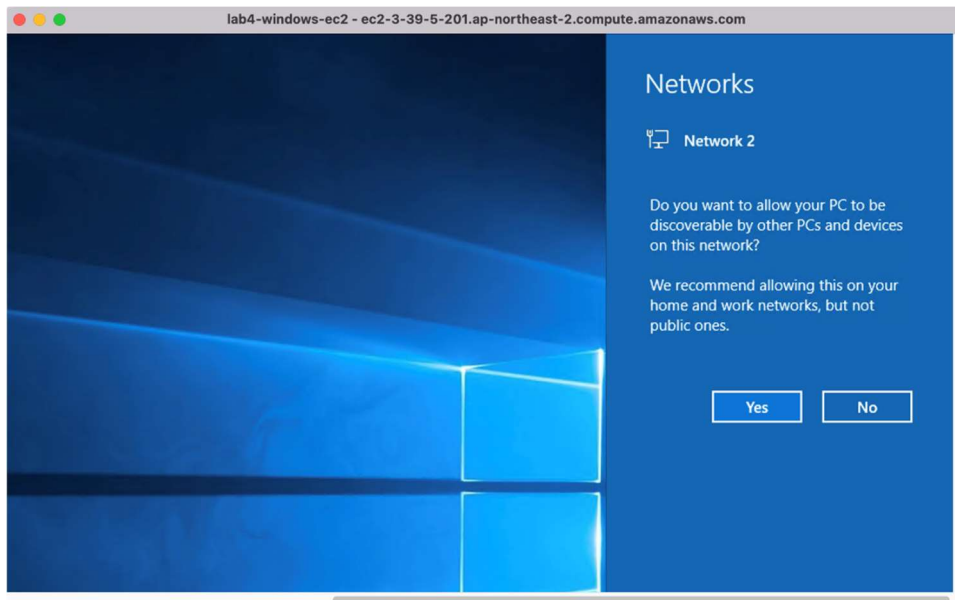 lab4-windows-ec2 - ec2-3-39-5-201.ap-northeast-2.compute.amazonaws.com
Networks
Network 2
Do you want to allow your PC to be
discoverable by other PCs and devices
on this network?
We recommend allowing this on your
home and work networks, but not
public ones.
Yes No